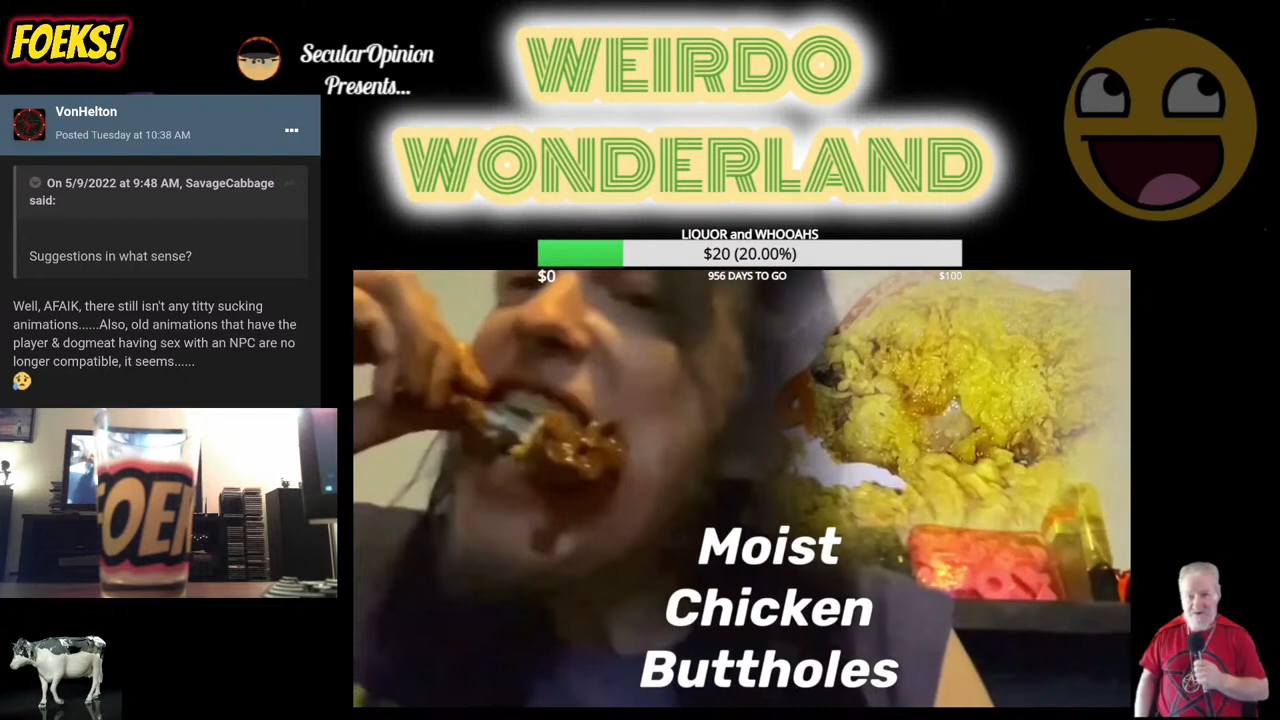 FOEKS!
SecularOpinion
Presents...
WEIRDO
WONDERLAND
VonHelton
Posted Tuesday at 10:38 AM
On 5/9/2022 at 9:48 AM, SavageCabbage
said:
Suggestions in what sense?
Well, AFAIK, there still isn't any titty sucking
animations......Also, old animations that have the
player & dogmeat having sex with an NPC are no
longer compatible, it seems......
LIQUOR and WHOOAHS
$20 (20.00%)
$0
956 DAYS TO GO
$100
FOEK
Moist
Chicken
Buttholes